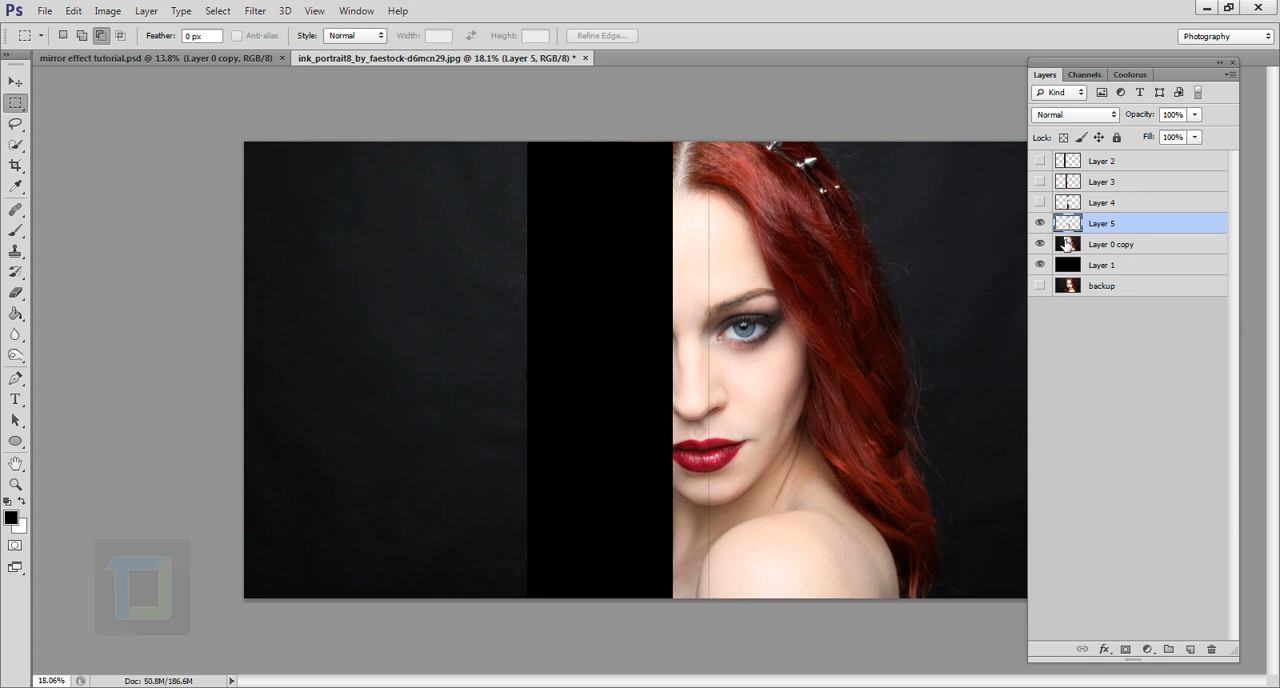 Ps File Edit Image Layer Type Select Filter 3D View Window Help
Feather: 0 px Anti-alias Style: Normal Width: Height: Refine Edge... Photography
mirror effect tutorial.psd @ 13.8% (Layer 0 copy, RGB/8) × ink_portrait8_by_faestock-d6mcn29.jpg @ 18.1% (Layer 5, RGB/8) * ×
Layers Channels Coolorus
Kind
Normal Opacity: 100%
Lock: Fill: 100%
Layer 2
Layer 3
Layer 4
Layer 5
Layer 0 copy
Layer 1
backup
18.06% Doc: 50.8M/186.6M